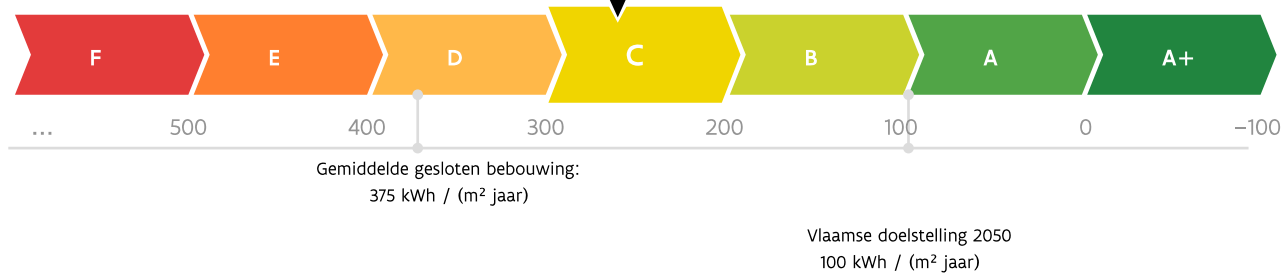 F E D C B A A+
... 500 400 300 200 100 0 −100
Gemiddelde gesloten bebouwing:
375 kWh / (m² jaar)
Vlaamse doelstelling 2050
100 kWh / (m² jaar)